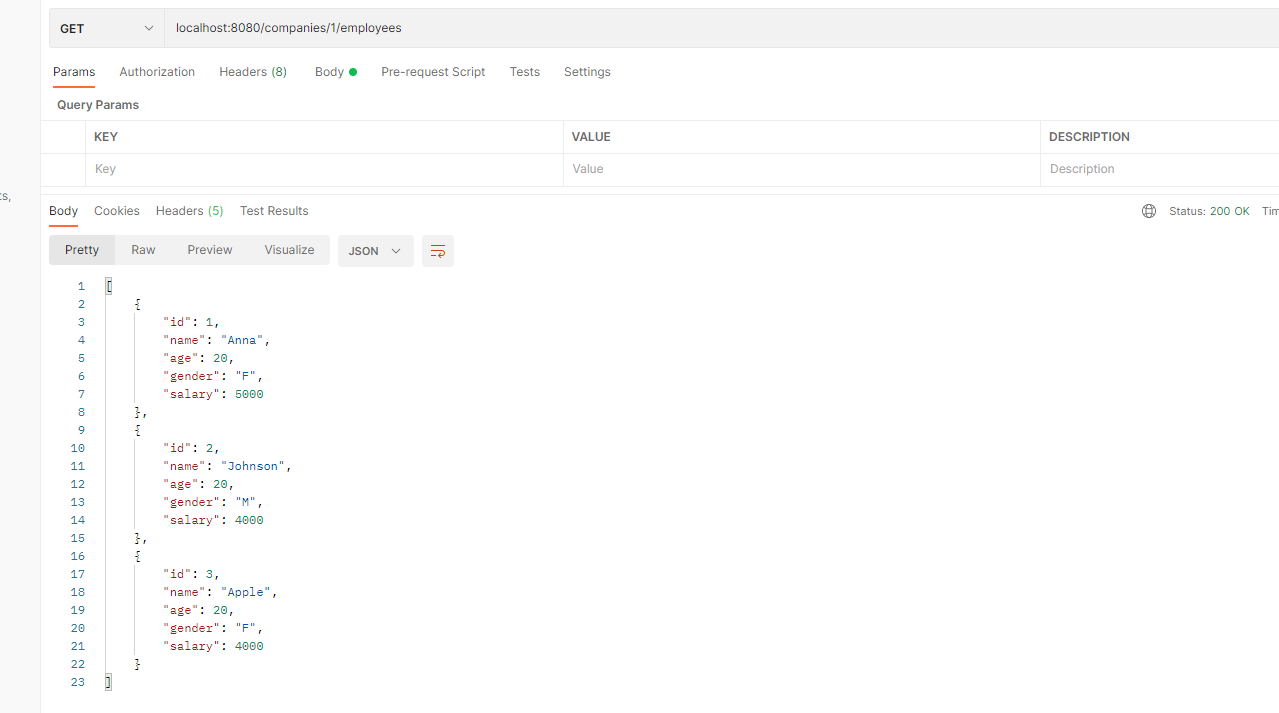 GET localhost:8080/companies/1/employees
Params Authorization Headers (8) Body Pre-request Script Tests Settings
Query Params
KEY VALUE DESCRIPTION
Key Value Description
ts,
Body Cookies Headers (5) Test Results Status: 200 OK Tim
Pretty Raw Preview Visualize JSON
1 [
2 {
3 "id": 1,
4 "name": "Anna",
5 "age": 20,
6 "gender": "F",
7 "salary": 5000
8 },
9 {
10 "id": 2,
11 "name": "Johnson",
12 "age": 20,
13 "gender": "M",
14 "salary": 4000
15 },
16 {
17 "id": 3,
18 "name": "Apple",
19 "age": 20,
20 "gender": "F",
21 "salary": 4000
22 }
23 ]